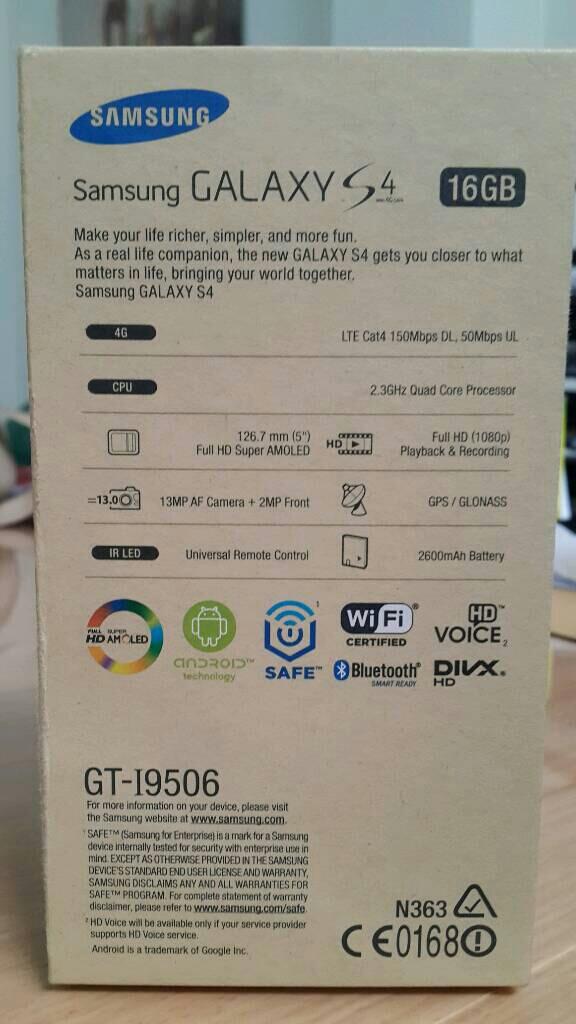 SAMSUNG
Samsung GALAXY S4 16GB
Make your life richer, simpler, and more fun.
As a real life companion, the new GALAXY S4 gets you closer to what
matters in life, bringing your world together.
Samsung GALAXY S4
4G LTE Cat4 150Mbps DL, 50Mbps UL
CPU 2.3GHz Quad Core Processor
126.7 mm (5")
Full HD Super AMOLED
HD
Full HD (1080p)
Playback & Recording
=13.0
13MP AF Camera + 2MP Front
GPS / GLONASS
IR LED Universal Remote Control
2600mAh Battery
FULL SUPER
HD AMOLED
ANDROID™
technology
1
SAFE™
Wi Fi®
CERTIFIED
Bluetooth®
SMART READY
HD™
VOICE2
DIVX®
HD
GT-I9506
For more information on your device, please visit
the Samsung website at www.samsung.com.
1 SAFE™ (Samsung for Enterprise) is a mark for a Samsung
device internally tested for security with enterprise use in
mind. EXCEPT AS OTHERWISE PROVIDED IN THE SAMSUNG
DEVICE'S STANDARD END USER LICENSE AND WARRANTY,
SAMSUNG DISCLAIMS ANY AND ALL WARRANTIES FOR
SAFE™ PROGRAM. For complete statement of warranty
disclaimer, please refer to www.samsung.com/safe.
2 HD Voice will be available only if your service provider
supports HD Voice service.
Android is a trademark of Google Inc.
N363
CE0168!